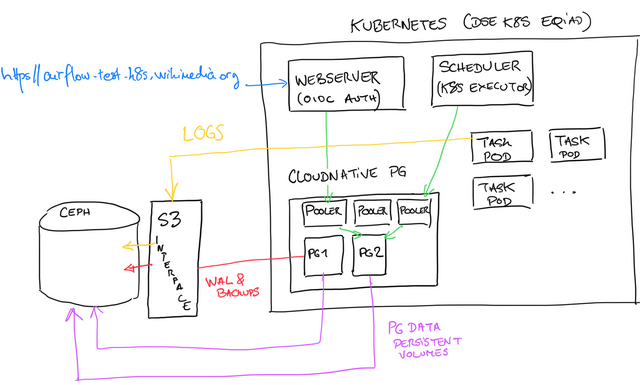 KUBERNETES (DSE K8S EQIAD)
https://airflow-test-k8s.wikimedia.org
WEBSERVER
(OIDC AUTH)
SCHEDULER
(K8S EXECUTOR)
LOGS
TASK
POD
TASK
POD
TASK
POD
...
CLOUDNATIVE PG
POOLER
POOLER
POOLER
PG1
PG2
CEPH
S3
INTERFACE
WAL &
BACKUPS
PG DATA
PERSISTENT
VOLUMES